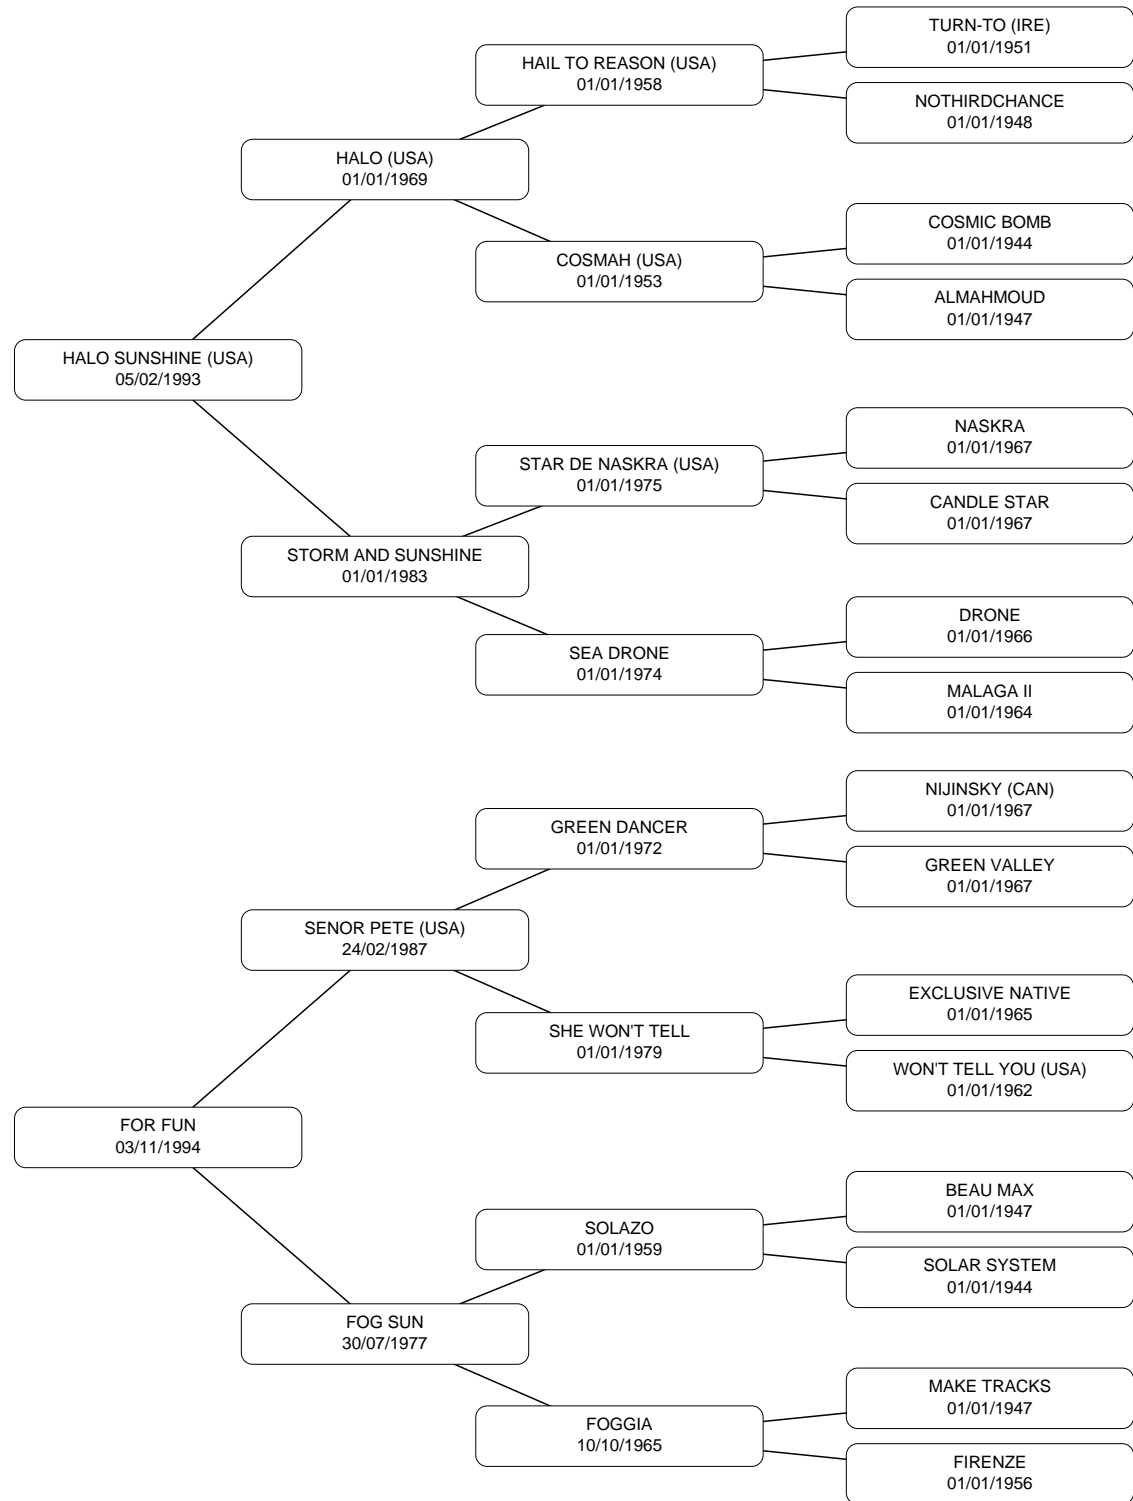 TURN-TO (IRE)
01/01/1951
HAIL TO REASON (USA)
01/01/1958
NOTHIRDCHANCE
01/01/1948
HALO (USA)
01/01/1969
COSMIC BOMB
01/01/1944
COSMAH (USA)
01/01/1953
ALMAHMOUD
01/01/1947
HALO SUNSHINE (USA)
05/02/1993
NASKRA
01/01/1967
STAR DE NASKRA (USA)
01/01/1975
CANDLE STAR
01/01/1967
STORM AND SUNSHINE
01/01/1983
DRONE
01/01/1966
SEA DRONE
01/01/1974
MALAGA II
01/01/1964
NIJINSKY (CAN)
01/01/1967
GREEN DANCER
01/01/1972
GREEN VALLEY
01/01/1967
SENOR PETE (USA)
24/02/1987
EXCLUSIVE NATIVE
01/01/1965
SHE WON'T TELL
01/01/1979
WON'T TELL YOU (USA)
01/01/1962
FOR FUN
03/11/1994
BEAU MAX
01/01/1947
SOLAZO
01/01/1959
SOLAR SYSTEM
01/01/1944
FOG SUN
30/07/1977
MAKE TRACKS
01/01/1947
FOGGIA
10/10/1965
FIRENZE
01/01/1956